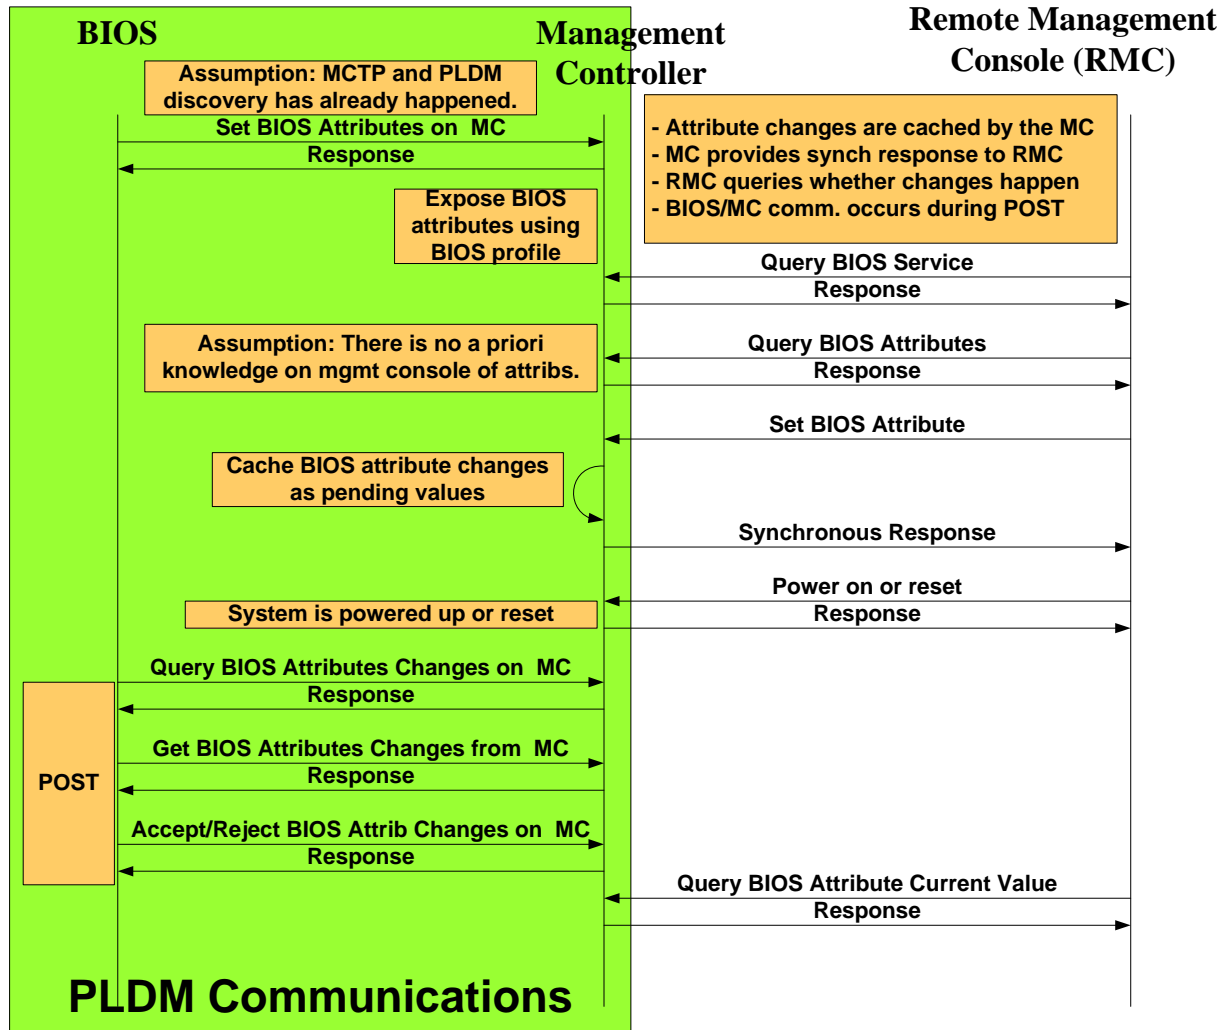 BIOS
Management
Controller
Remote Management
Console (RMC)
Assumption: MCTP and PLDM
discovery has already happened.
Set BIOS Attributes on MC
Response
- Attribute changes are cached by the MC
- MC provides synch response to RMC
- RMC queries whether changes happen
- BIOS/MC comm. occurs during POST
Expose BIOS
attributes using
BIOS profile
Query BIOS Service
Response
Assumption: There is no a priori
knowledge on mgmt console of attribs.
Query BIOS Attributes
Response
Set BIOS Attribute
Cache BIOS attribute changes
as pending values
Synchronous Response
Power on or reset
Response
System is powered up or reset
Query BIOS Attributes Changes on MC
Response
Get BIOS Attributes Changes from MC
Response
POST
Accept/Reject BIOS Attrib Changes on MC
Response
Query BIOS Attribute Current Value
Response
PLDM Communications